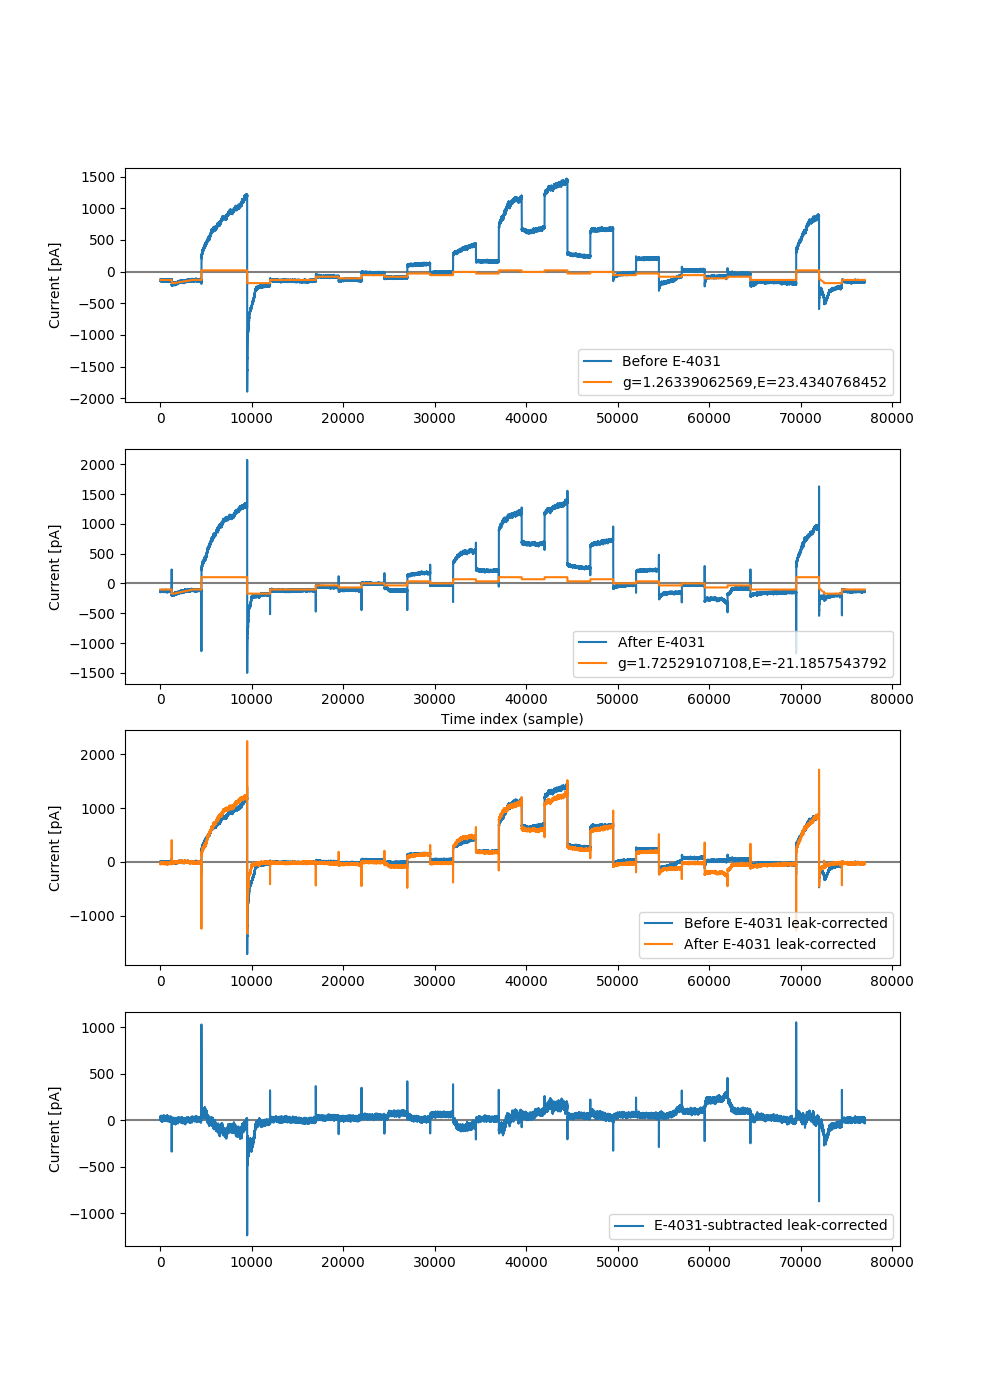 1500
1000
500
0
−500
−1000
−1500
−2000
Current [pA]
Before E-4031
g=1.26339062569,E=23.4340768452
0 10000 20000 30000 40000 50000 60000 70000 80000
2000
1500
1000
500
0
−500
−1000
−1500
Current [pA]
After E-4031
g=1.72529107108,E=-21.1857543792
0 10000 20000 30000 40000 50000 60000 70000 80000
Time index (sample)
2000
1000
0
−1000
Current [pA]
Before E-4031 leak-corrected
After E-4031 leak-corrected
0 10000 20000 30000 40000 50000 60000 70000 80000
1000
500
0
−500
−1000
Current [pA]
E-4031-subtracted leak-corrected
0 10000 20000 30000 40000 50000 60000 70000 80000